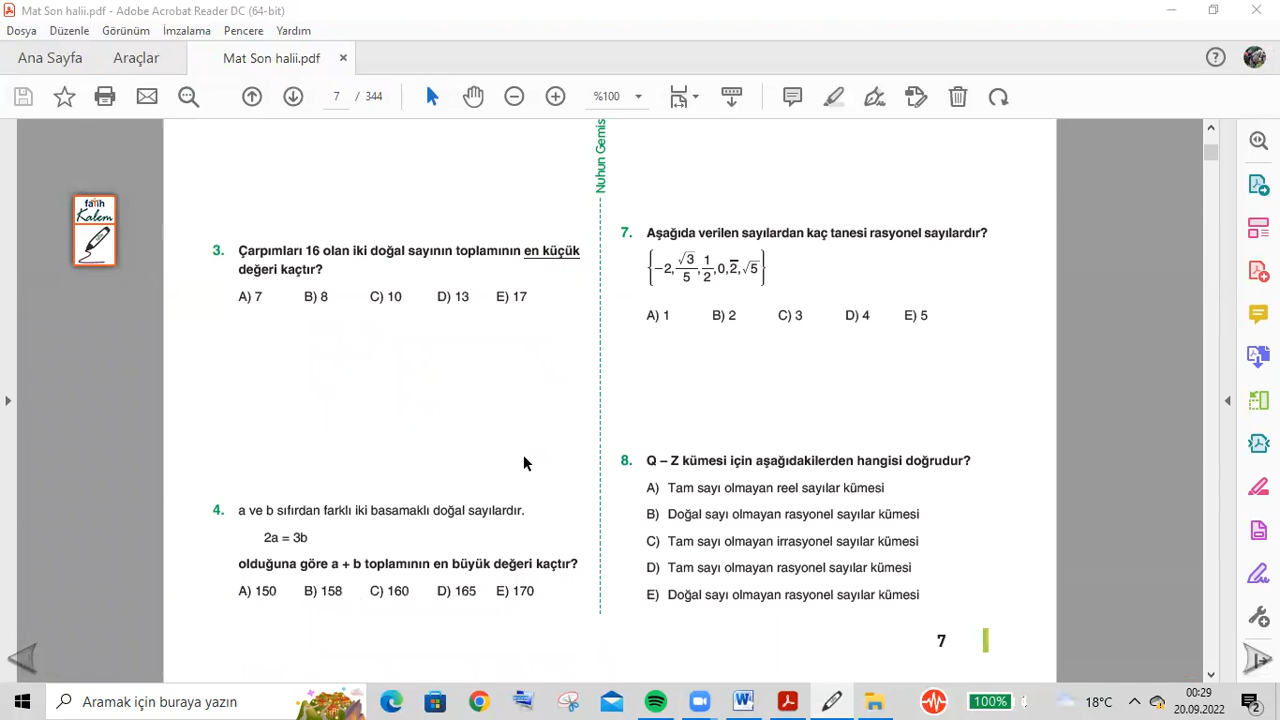 Mat Son halii.pdf - Adobe Acrobat Reader DC (64-bit)
Dosya Düzenle Görünüm İmzalama Pencere Yardım
Ana Sayfa Araçlar Mat Son halii.pdf ×
7 / 344 %100
fatih
Kalem
Nuhun Gemis
3. Çarpımları 16 olan iki doğal sayının toplamının en küçük
değeri kaçtır?
A) 7 B) 8 C) 10 D) 13 E) 17
4. a ve b sıfırdan farklı iki basamaklı doğal sayılardır.
2a = 3b
olduğuna göre a + b toplamının en büyük değeri kaçtır?
A) 150 B) 158 C) 160 D) 165 E) 170
7. Aşağıda verilen sayılardan kaç tanesi rasyonel sayılardır?
{−2, √3/5, 1/2, 0, 2̅, √5}
A) 1 B) 2 C) 3 D) 4 E) 5
8. Q – Z kümesi için aşağıdakilerden hangisi doğrudur?
A) Tam sayı olmayan reel sayılar kümesi
B) Doğal sayı olmayan rasyonel sayılar kümesi
C) Tam sayı olmayan irrasyonel sayılar kümesi
D) Tam sayı olmayan rasyonel sayılar kümesi
E) Doğal sayı olmayan rasyonel sayılar kümesi
7
Aramak için buraya yazın
100%
18°C
00:29
20.09.2022
2